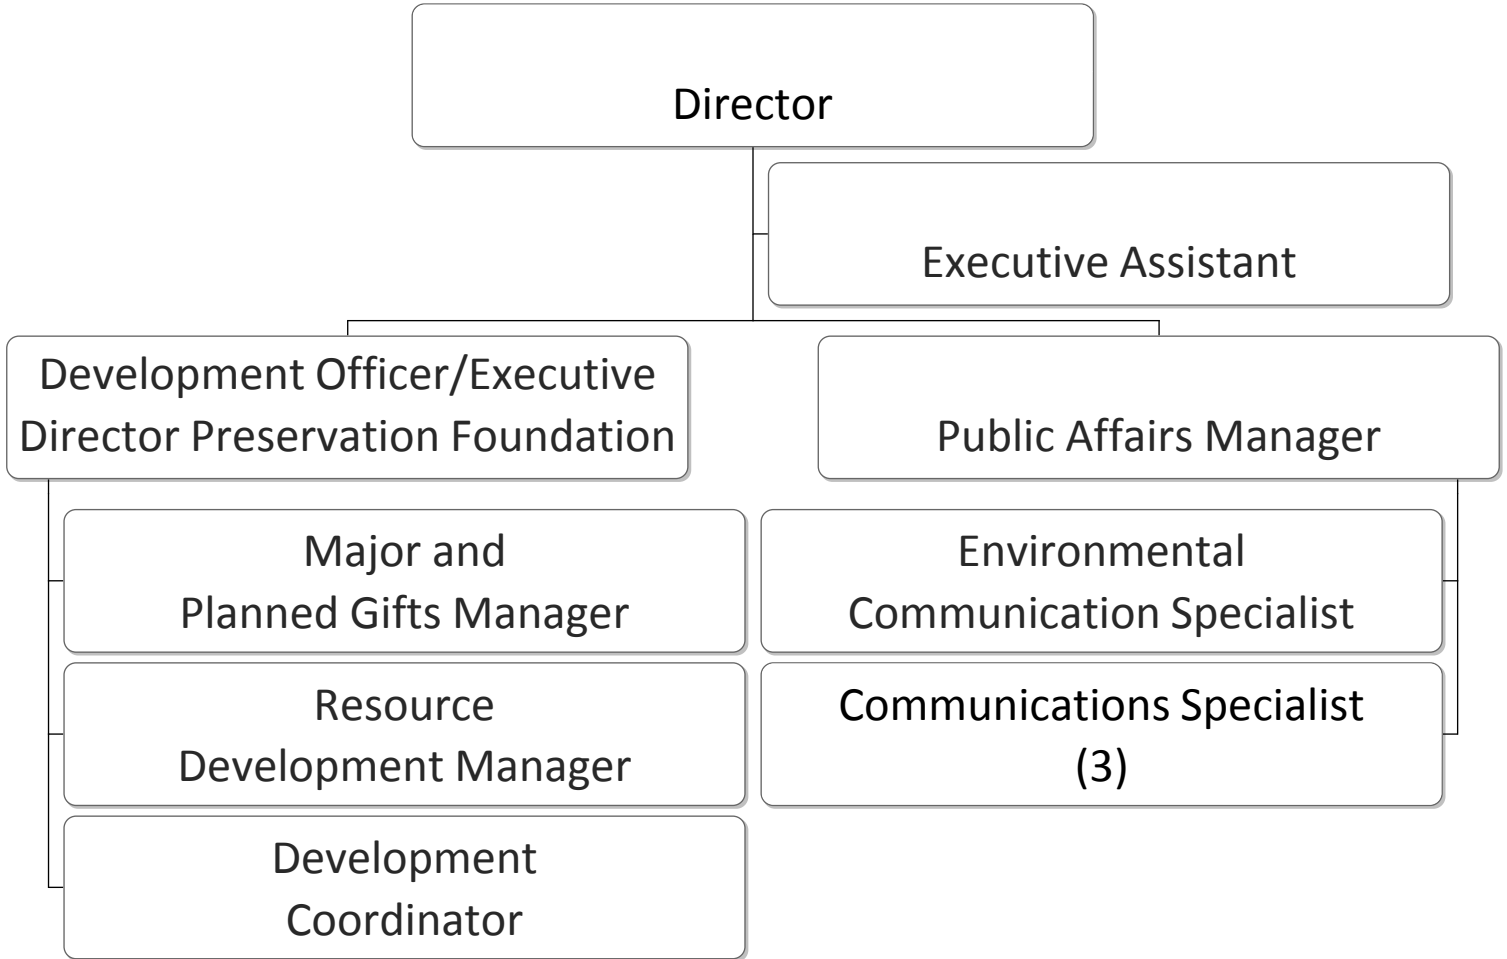 Director
Executive Assistant
Development Officer/Executive
Director Preservation Foundation
Public Affairs Manager
Major and
Planned Gifts Manager
Resource
Development Manager
Development
Coordinator
Environmental
Communication Specialist
Communications Specialist
(3)